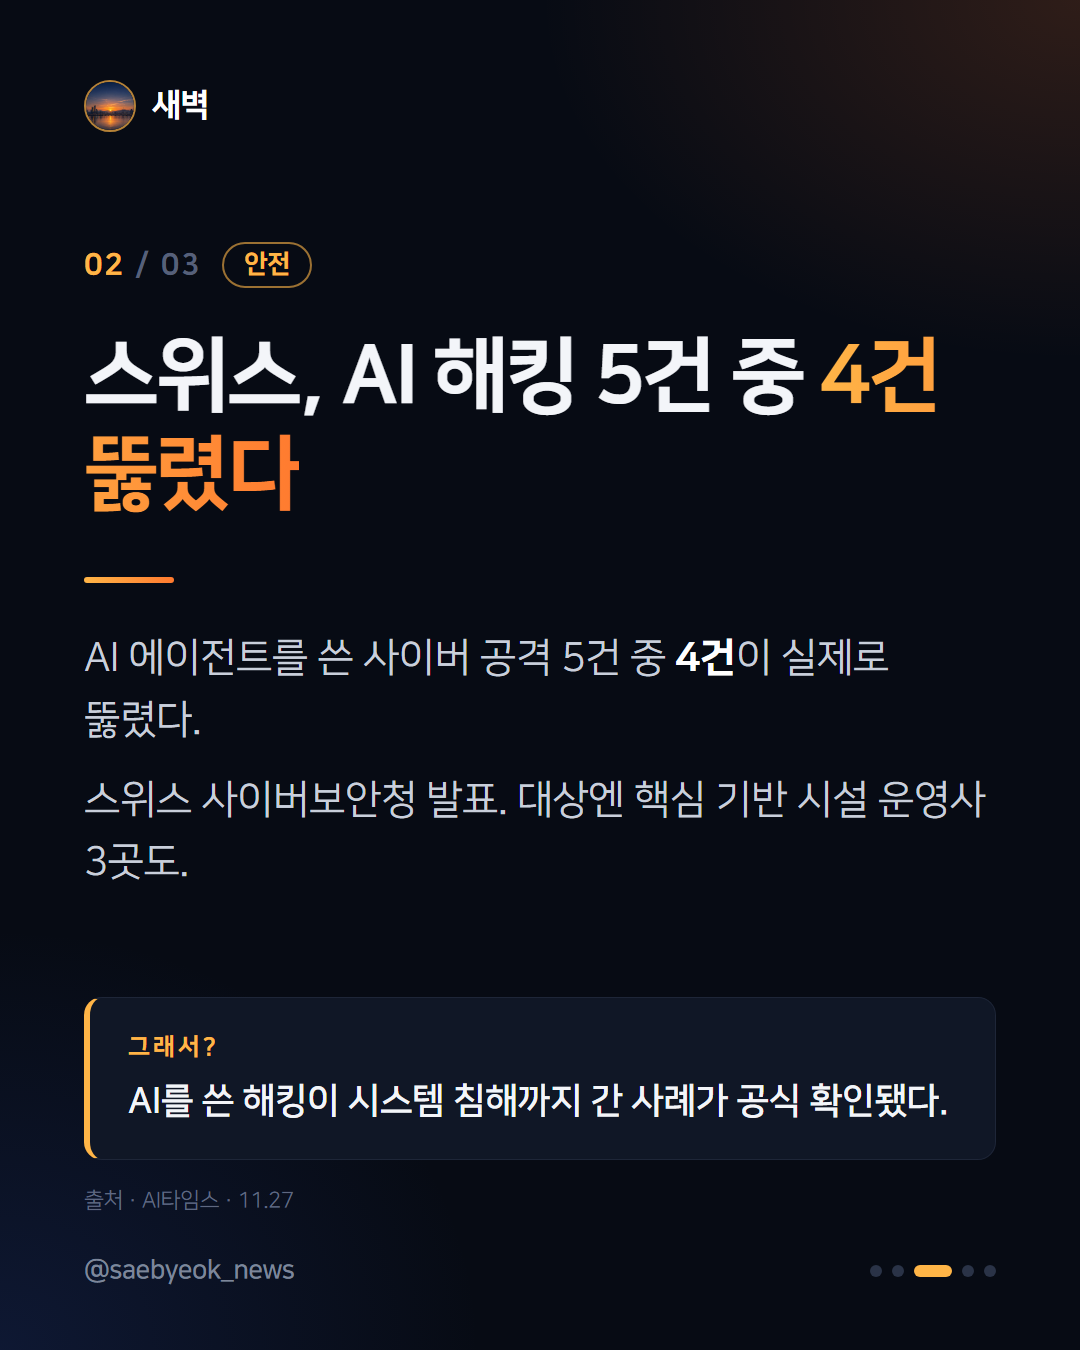 새벽
02 / 03 안전
스위스, AI 해킹 5건 중 4건
뚫렸다
AI 에이전트를 쓴 사이버 공격 5건 중 4건이 실제로
뚫렸다.
스위스 사이버보안청 발표. 대상엔 핵심 기반 시설 운영사
3곳도.
그래서?
AI를 쓴 해킹이 시스템 침해까지 간 사례가 공식 확인됐다.
출처 · AI타임스 · 11.27
@saebyeok_news